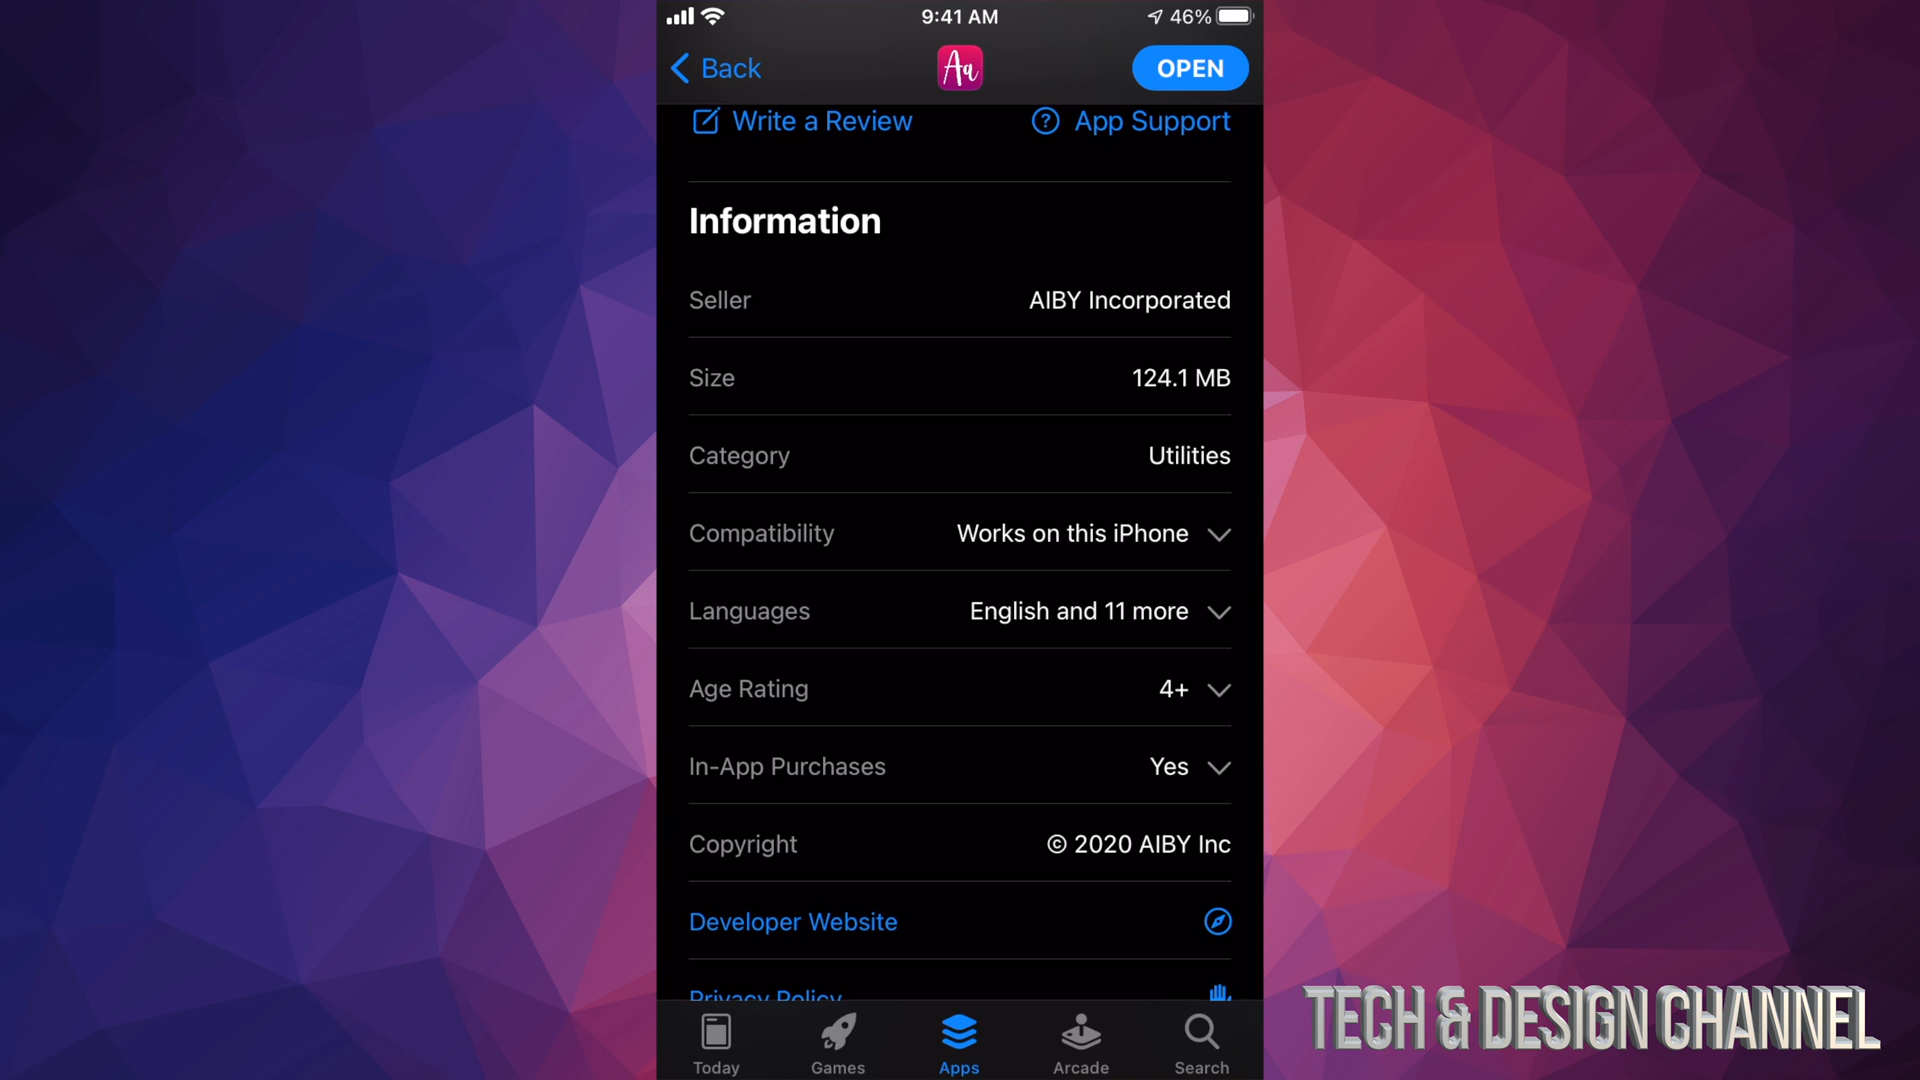 9:41 AM
46%
Back
Aa
OPEN
Write a Review
App Support
Information
Seller
AIBY Incorporated
Size
124.1 MB
Category
Utilities
Compatibility
Works on this iPhone
Languages
English and 11 more
Age Rating
4+
In-App Purchases
Yes
Copyright
© 2020 AIBY Inc
Developer Website
Privacy Policy
Today
Games
Apps
Arcade
Search
TECH & DESIGN CHANNEL